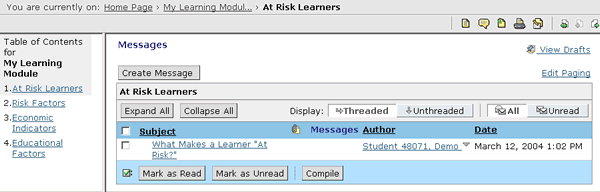 You are currently on: Home Page › My Learning Modul... › At Risk Learners
Table of Contents
for
My Learning
Module
1.At Risk Learners
2.Risk Factors
3.Economic
Indicators
4.Educational
Factors
Messages
View Drafts
Create Message
Edit Paging
At Risk Learners
Expand All Collapse All Display: Threaded Unthreaded All Unread
Subject Messages Author Date
What Makes a Learner "At
Risk?" Student 48071, Demo March 12, 2004 1:02 PM
Mark as Read Mark as Unread Compile